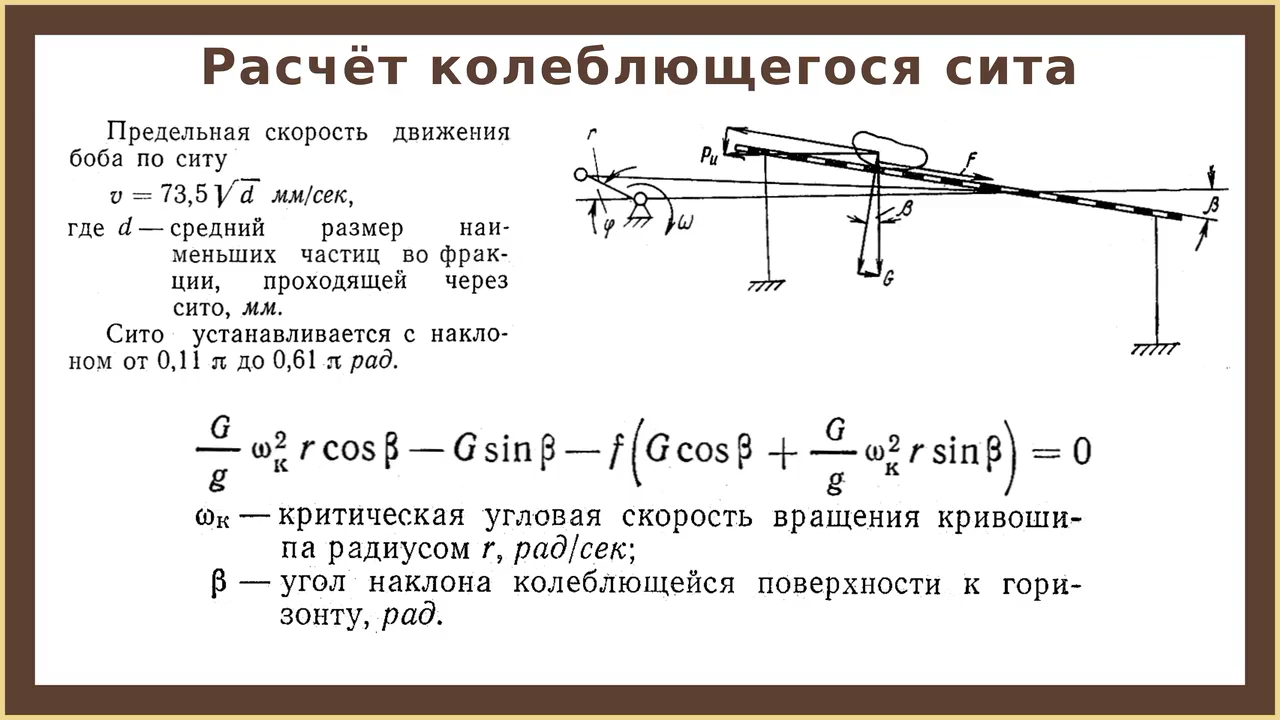 Расчёт колеблющегося сита
Предельная скорость движения
боба по ситу
v = 73,5 √d мм/сек,
где d — средний размер наи-
меньших частиц во фрак-
ции, проходящей через
сито, мм.
Сито устанавливается с накло-
ном от 0,11 π до 0,61 π рад.
r
Pи
F
β
β
φ
ω
G
G/g ω²к r cos β — G sin β — f(G cos β + G/g ω²к r sin β) = 0
ωк — критическая угловая скорость вращения кривоши-
па радиусом r, рад/сек;
β — угол наклона колеблющейся поверхности к гори-
зонту, рад.